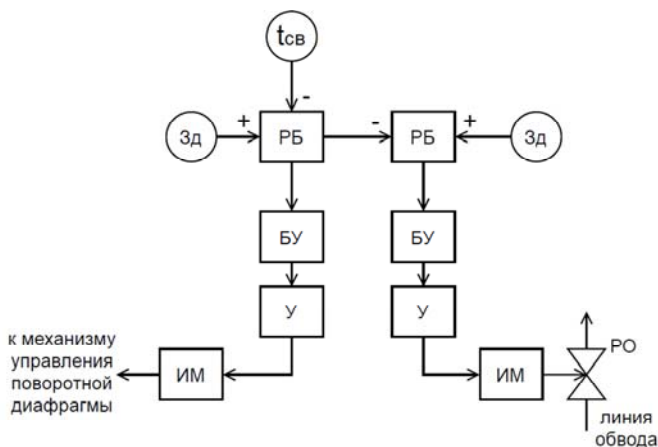 tсв
-
+
-
+
Зд
РБ
РБ
Зд
БУ
БУ
У
У
к механизму
управления
поворотной
диафрагмы
ИМ
ИМ
РО
линия
обвода